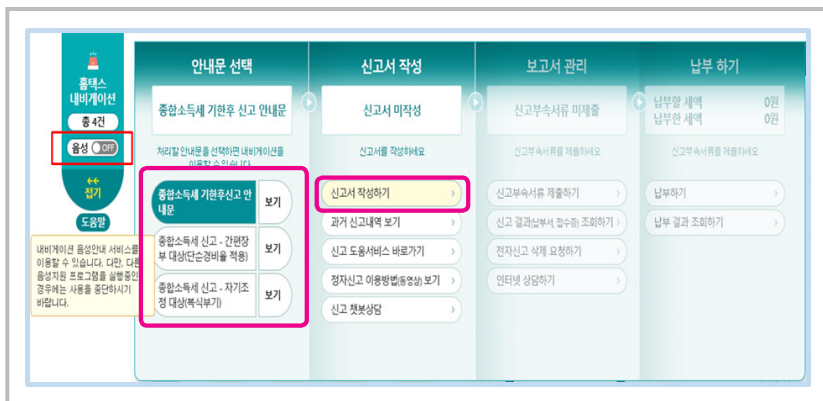 홈택스
내비게이션
총 4건
음성 OFF
접기
도움말
내비게이션 음성안내 서비스를
이용할 수 있습니다. 다만, 다른
음성지원 프로그램을 실행중인
경우에는 사용을 중단하시기
바랍니다.
안내문 선택
종합소득세 기한후 신고 안내문
처리할 안내문을 선택하면 내비게이션을
이용할 수 있습니다
종합소득세 기한후신고 안
내문
보기
종합소득세 신고 - 간편장
부 대상(단순경비율 적용)
보기
종합소득세 신고 - 자기조
정 대상(복식부기)
보기
신고서 작성
신고서 미작성
신고서를 작성하세요
신고서 작성하기
과거 신고내역 보기
신고 도움서비스 바로가기
전자신고 이용방법(동영상) 보기
신고 챗봇상담
보고서 관리
신고부속서류 미제출
신고부속서류를 제출하세요
신고부속서류 제출하기
신고 결과(납부서, 접수증) 조회하기
전자신고 삭제 요청하기
인터넷 상담하기
납부 하기
납부할 세액 0원
납부한 세액 0원
신고부속서류를 제출하세요
납부하기
납부 결과 조회하기